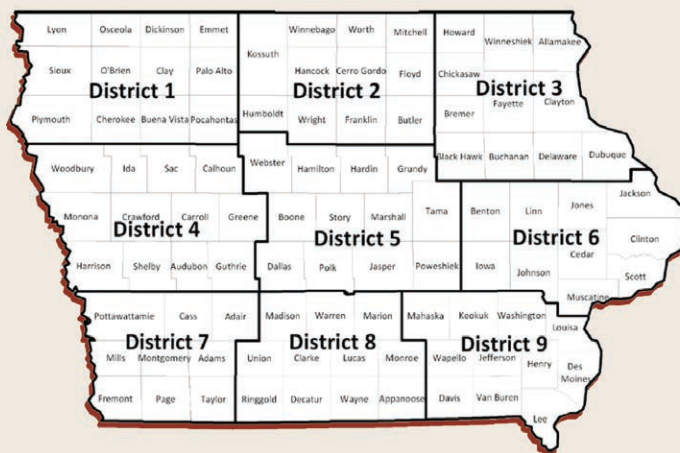 Lyon Osceola Dickinson Emmet
Sioux O'Brien Clay Palo Alto
District 1
Plymouth Cherokee Buena Vista Pocahontas
Winnebago Worth Mitchell
Kossuth
Hancock Cerro Gordo Floyd
District 2
Humboldt Wright Franklin Butler
Howard Winneshiek Allamakee
Chickasaw
District 3
Bremer Fayette Clayton
Black Hawk Buchanan Delaware Dubuque
Woodbury Ida Sac Calhoun
Monona Crawford Carroll Greene
District 4
Harrison Shelby Audubon Guthrie
Webster Hamilton Hardin Grundy
Boone Story Marshall Tama
District 5
Dallas Polk Jasper Poweshiek
Jackson
Benton Linn Jones
Clinton
District 6
Cedar
Iowa Johnson Scott
Muscatine
Pottawattamie Cass Adair
District 7
Mills Montgomery Adams
Fremont Page Taylor
Madison Warren Marion
District 8
Union Clarke Lucas Monroe
Ringgold Decatur Wayne Appanoose
Mahaska Keokuk Washington
Louisa
District 9
Wapello Jefferson Henry
Des
Moines
Davis Van Buren
Lee